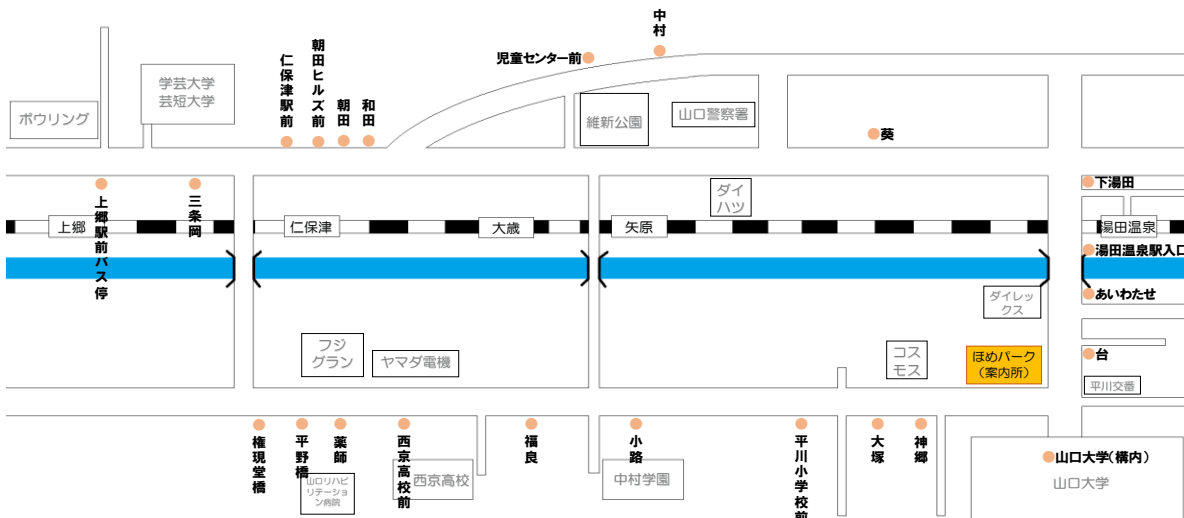 中村
児童センター前
仁保津駅前
朝田ヒルズ前
朝田
和田
学芸大学
芸短大学
ボウリング
維新公園
山口警察署
葵
上郷駅前バス停
三条岡
ダイ
ハツ
下湯田
上郷
仁保津
大歳
矢原
湯田温泉
湯田温泉駅入口
あいわたせ
ダイレッ
クス
フジ
グラン
ヤマダ電機
コス
モス
ほめパーク
(案内所)
台
平川交番
権現堂橋
平野橋
薬師
西京高校前
福良
小路
平川小学校前
大塚
神郷
山口リハビ
リテーショ
ン病院
西京高校
中村学園
山口大学(構内)
山口大学